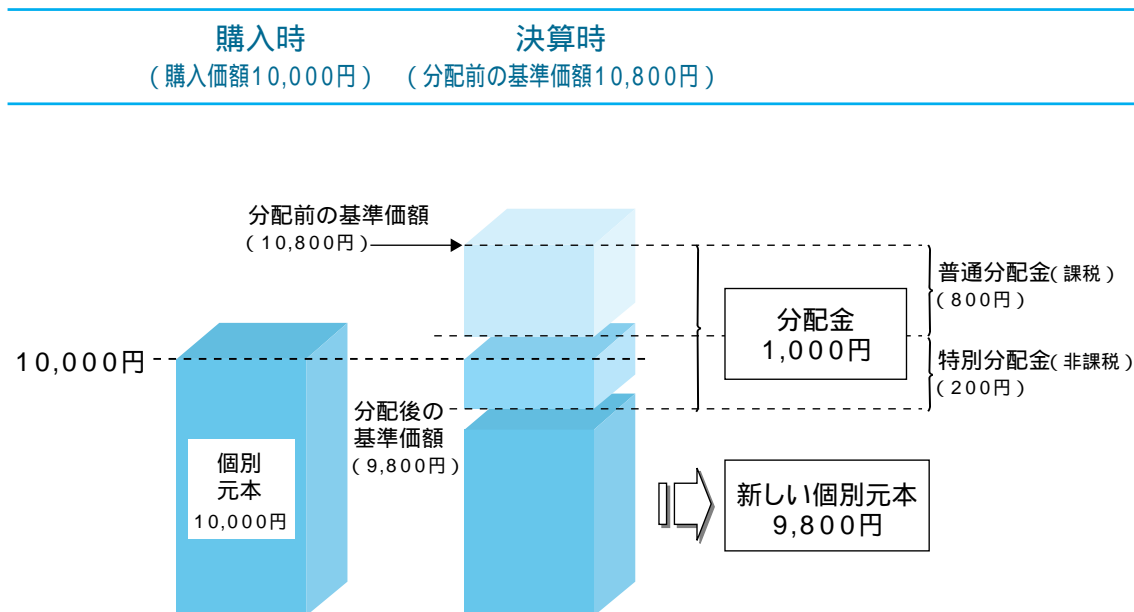 購入時
（購入価額10,000円）
決算時
（分配前の基準価額10,800円）
分配前の基準価額
（10,800円）
普通分配金（課税）
（800円）
分配金
1,000円
10,000円
特別分配金（非課税）
（200円）
分配後の
基準価額
（9,800円）
個別
元本
10,000円
新しい個別元本
9,800円